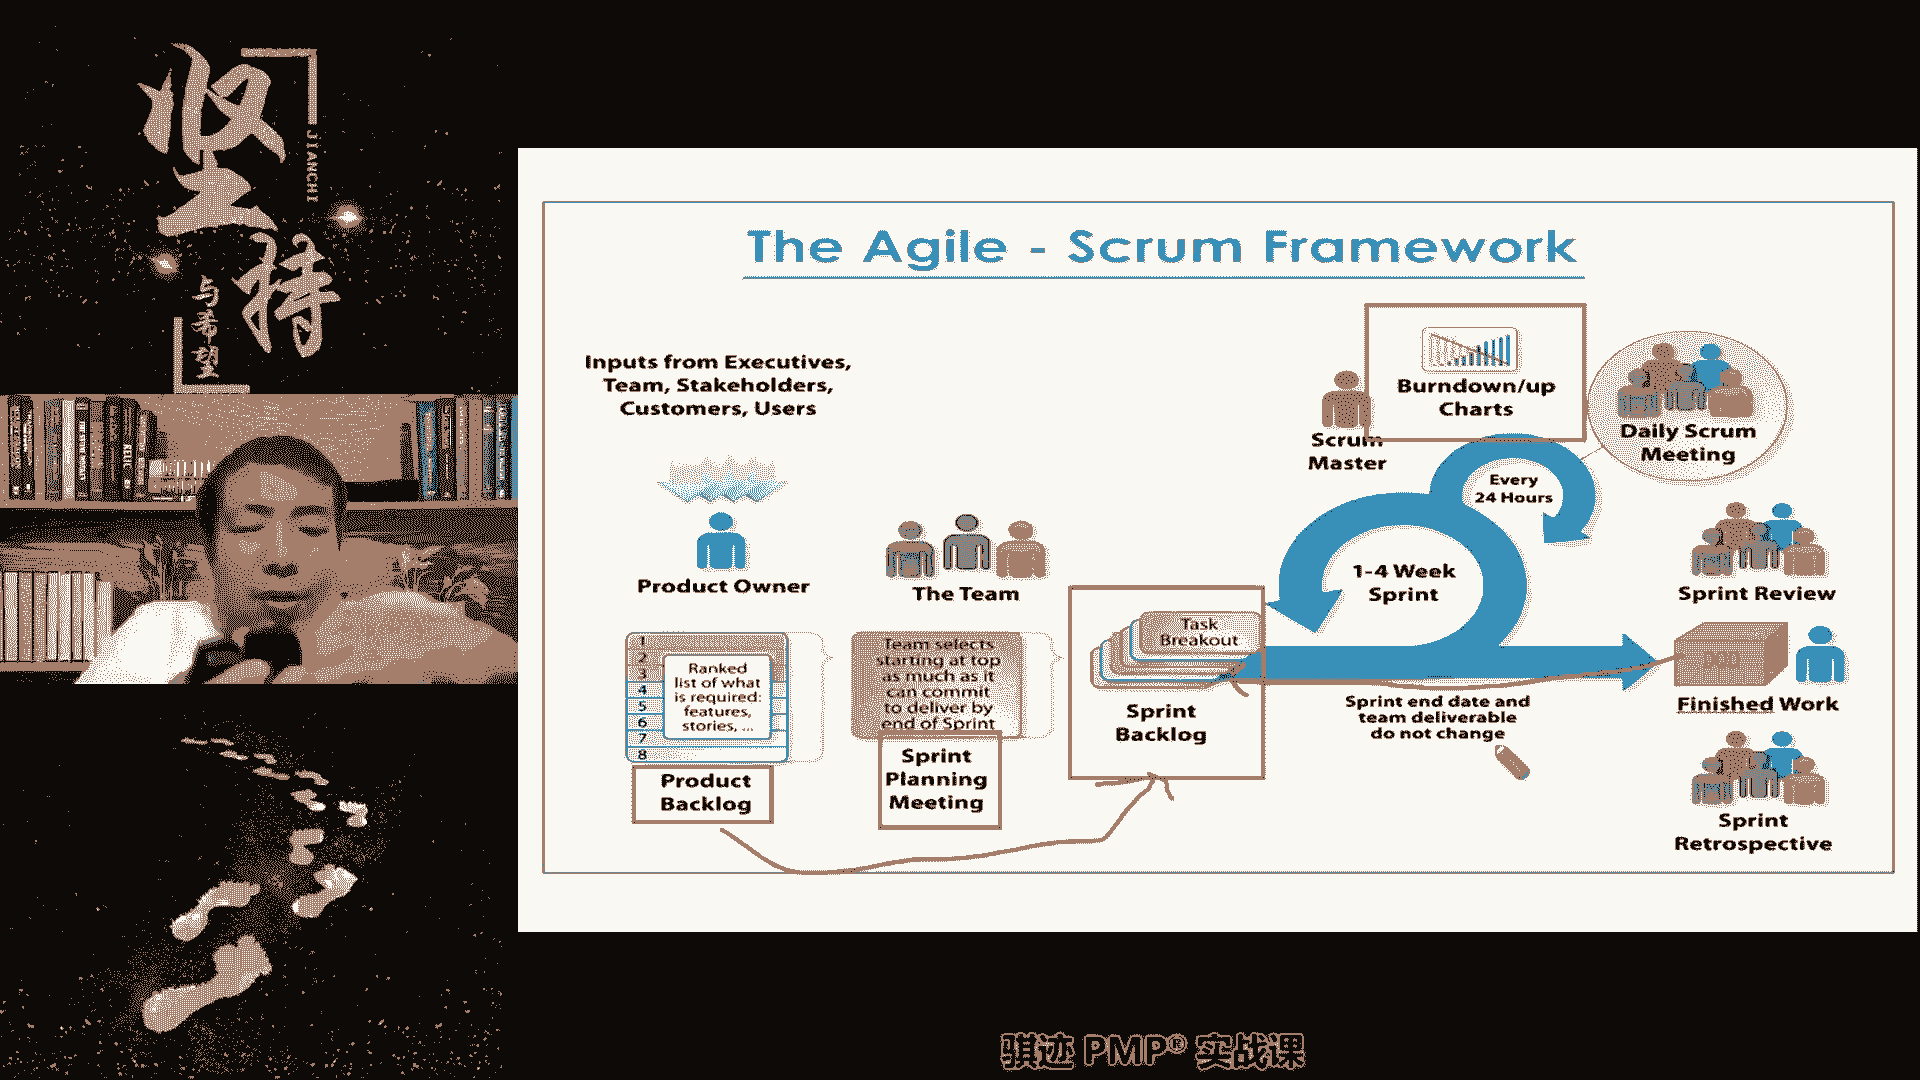 坚持
JIANCHI
与希望
The Agile - Scrum Framework
Inputs from Executives,
Team, Stakeholders,
Customers, Users
Product Owner
The Team
1
2
3
4
5
6
7
8
Ranked
list of what
is required:
features,
stories, ...
Product
Backlog
Team selects
starting at top
as much as it
can commit
to deliver by
end of Sprint
Sprint
Planning
Meeting
Task
Breakout
Sprint
Backlog
Scrum
Master
Burndown/up
Charts
Every
24 Hours
1-4 Week
Sprint
Sprint end date and
team deliverable
do not change
Daily Scrum
Meeting
Sprint Review
Finished Work
Sprint
Retrospective
骐迹 PMP® 实战课